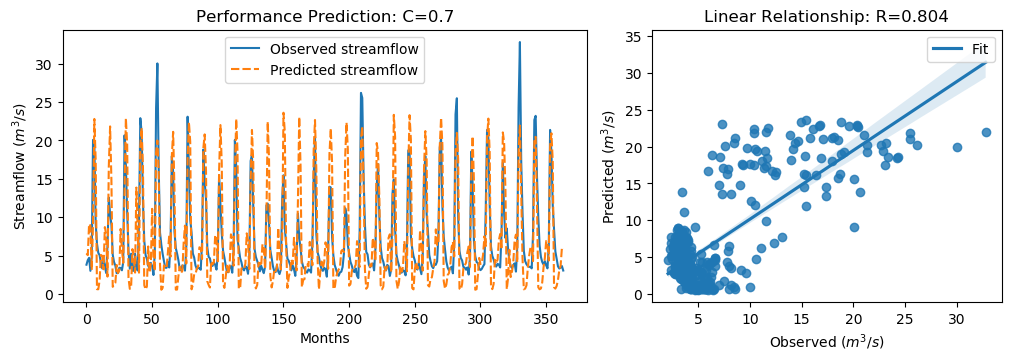 Performance Prediction: C=0.7
Observed streamflow
Predicted streamflow
Streamflow (m³/s)
30
25
20
15
10
5
0
0 50 100 150 200 250 300 350
Months
Linear Relationship: R=0.804
Fit
Predicted (m³/s)
35
30
25
20
15
10
5
0
5 10 15 20 25 30
Observed (m³/s)